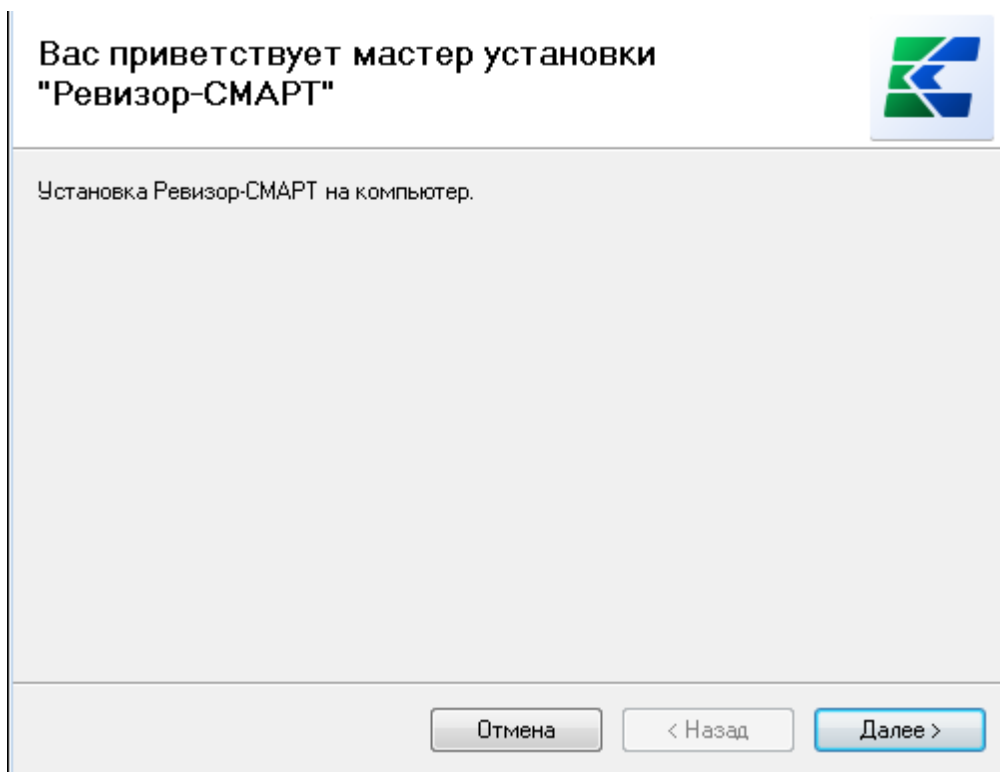 Вас приветствует мастер установки
"Ревизор-СМАРТ"
Установка Ревизор-СМАРТ на компьютер.
Отмена
< Назад
Далее >